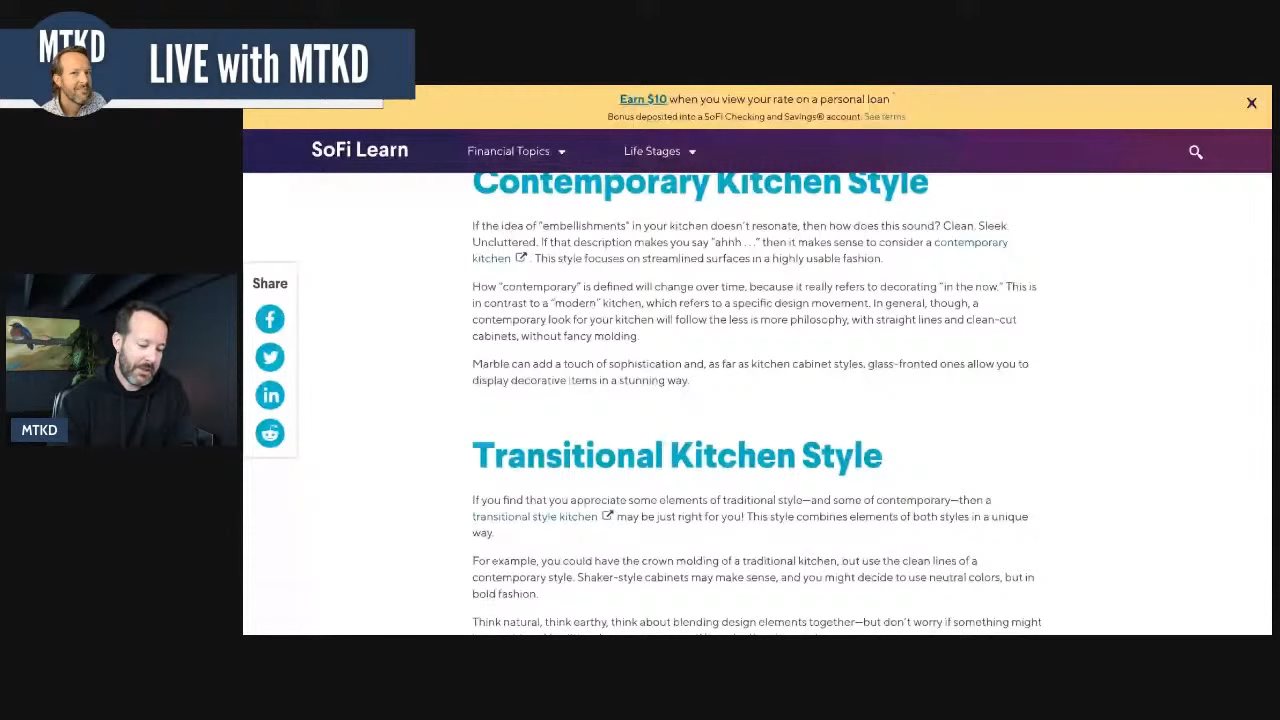 MTKD
LIVE with MTKD
Earn $10 when you view your rate on a personal loan
Bonus deposited into a SoFi Checking and Savings® account. See terms
X
SoFi Learn
Financial Topics
Life Stages
Contemporary Kitchen Style
If the idea of "embellishments" in your kitchen doesn't resonate, then how does this sound? Clean. Sleek.
Uncluttered. If that description makes you say "ahhh . . ." then it makes sense to consider a contemporary
kitchen . This style focuses on streamlined surfaces in a highly usable fashion.
How "contemporary" is defined will change over time, because it really refers to decorating "in the now." This is
in contrast to a "modern" kitchen, which refers to a specific design movement. In general, though, a
contemporary look for your kitchen will follow the less is more philosophy, with straight lines and clean-cut
cabinets, without fancy molding.
Marble can add a touch of sophistication and, as far as kitchen cabinet styles, glass-fronted ones allow you to
display decorative items in a stunning way.
Share
MTKD
Transitional Kitchen Style
If you find that you appreciate some elements of traditional style—and some of contemporary—then a
transitional style kitchen may be just right for you! This style combines elements of both styles in a unique
way.
For example, you could have the crown molding of a traditional kitchen, but use the clean lines of a
contemporary style. Shaker-style cabinets may make sense, and you might decide to use neutral colors, but in
bold fashion.
Think natural, think earthy, think about blending design elements together—but don't worry if something might